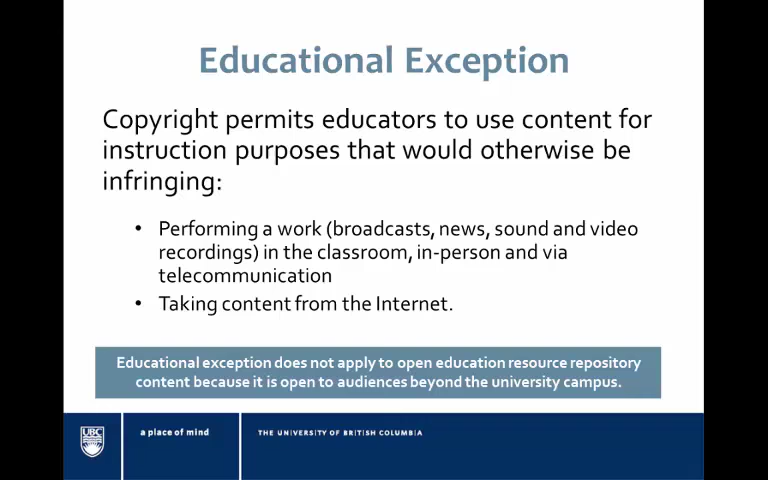 Educational Exception
Copyright permits educators to use content for
instruction purposes that would otherwise be
infringing:
• Performing a work (broadcasts, news, sound and video
recordings) in the classroom, in-person and via
telecommunication
• Taking content from the Internet.
Educational exception does not apply to open education resource repository
content because it is open to audiences beyond the university campus.
UBC
a place of mind
THE UNIVERSITY OF BRITISH COLUMBIA